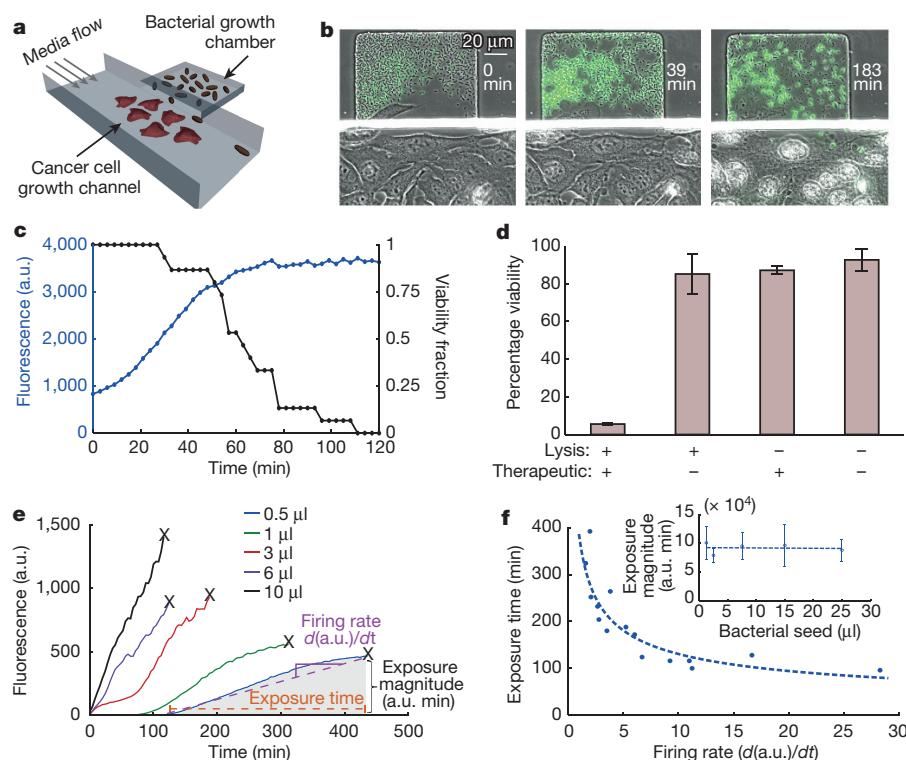 a
Media flow
Bacterial growth
chamber
Cancer cell
growth channel
b
20 μm
0
min
39
min
183
min
c
4,000
3,000
2,000
1,000
0
Fluorescence (a.u.)
1
0.75
0.5
0.25
0
Viability
fraction
0 20 40 60 80 100 120
Time (min)
d
100
80
60
40
20
0
Percentage viability
Lysis: + + − −
Therapeutic: + − + −
e
1,500
1,000
500
0
Fluorescence (a.u.)
0.5 μl
1 μl
3 μl
6 μl
10 μl
X
X
X
X
X
Firing rate
d(a.u.)/dt
Exposure time
Exposure
magnitude
(a.u. min)
0 100 200 300 400 500
Time (min)
f
400
300
200
100
0
Exposure time (min)
(× 10⁴)
15
10
5
0
Exposure
magnitude
(a.u. min)
0 5 10 15 20 25 30
Bacterial seed (μl)
0 5 10 15 20 25 30
Firing rate (d(a.u.)/dt)